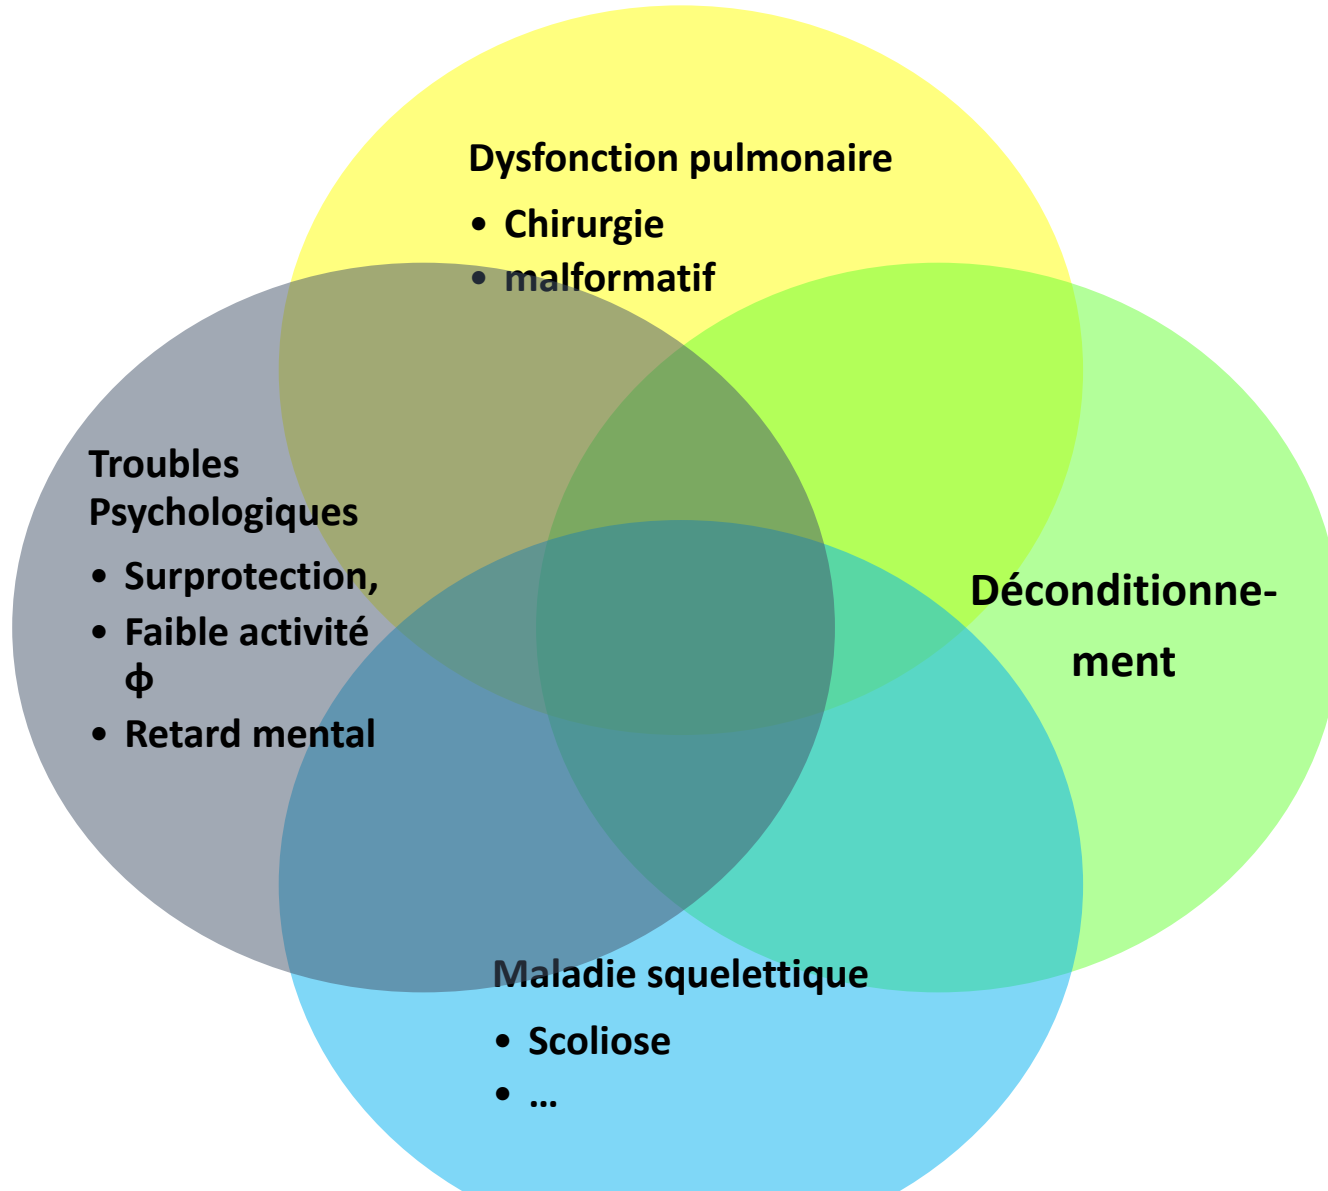 Dysfonction pulmonaire
• Chirurgie
• malformatif
Troubles
Psychologiques
• Surprotection,
• Faible activité
ф
• Retard mental
Déconditionne-
ment
Maladie squelettique
• Scoliose
• ...